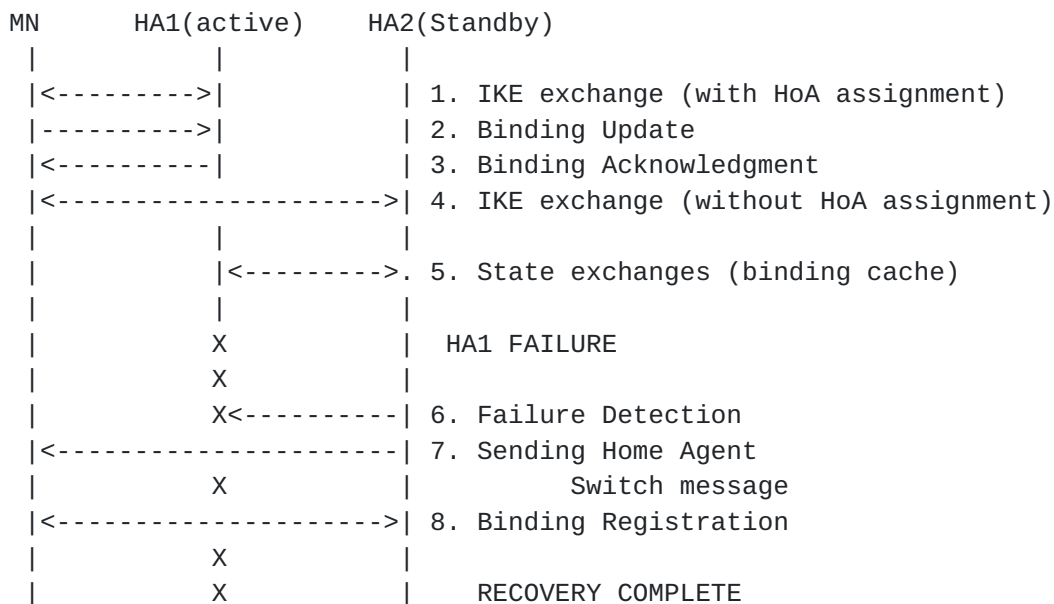 MN HA1(active) HA2(Standby)
1. IKE exchange (with HoA assignment)
2. Binding Update
3. Binding Acknowledgment
4. IKE exchange (without HoA assignment)
5. State exchanges (binding cache)
X HA1 FAILURE
X
X 6. Failure Detection
7. Sending Home Agent
X Switch message
8. Binding Registration
X
X RECOVERY COMPLETE